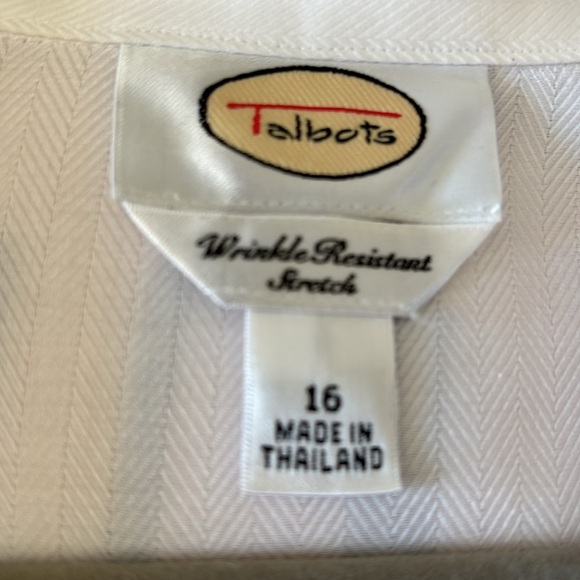 Talbots
Wrinkle Resistant
Stretch
16
MADE IN
THAILAND